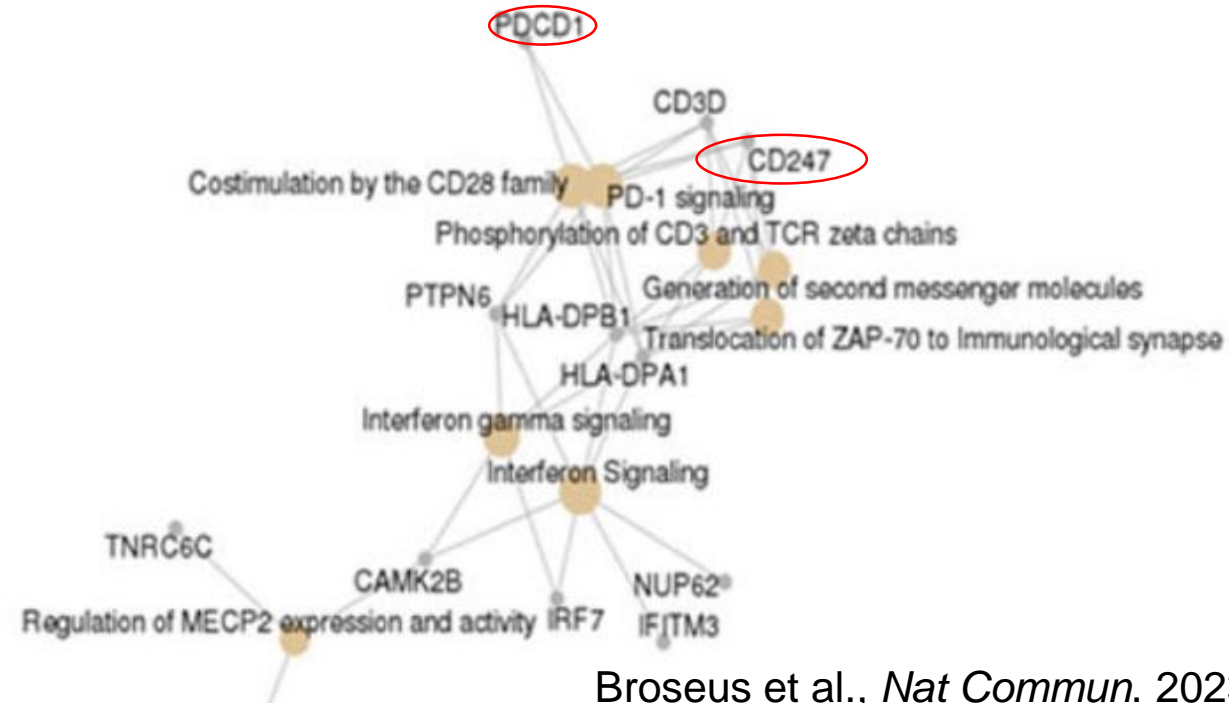 PDCD1
CD3D
CD247
Costimulation by the CD28 family
PD-1 signaling
Phosphorylation of CD3 and TCR zeta chains
Generation of second messenger molecules
PTPN6
HLA-DPB1
Translocation of ZAP-70 to Immunological synapse
HLA-DPA1
Interferon gamma signaling
Interferon Signaling
TNRC6C
CAMK2B
NUP62
Regulation of MECP2 expression and activity
IRF7
IFITM3
Broseus et al., Nat Commun. 202